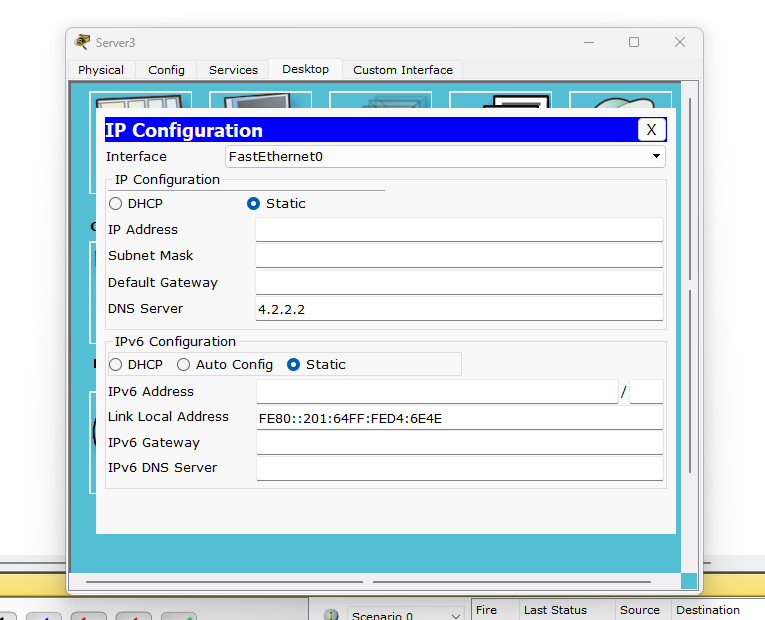 Server3
Physical Config Services Desktop Custom Interface
IP Configuration X
Interface FastEthernet0
IP Configuration
DHCP Static
IP Address
Subnet Mask
Default Gateway
DNS Server 4.2.2.2
IPv6 Configuration
DHCP Auto Config Static
IPv6 Address /
Link Local Address FE80::201:64FF:FED4:6E4E
IPv6 Gateway
IPv6 DNS Server
Scenario 0 Fire Last Status Source Destination